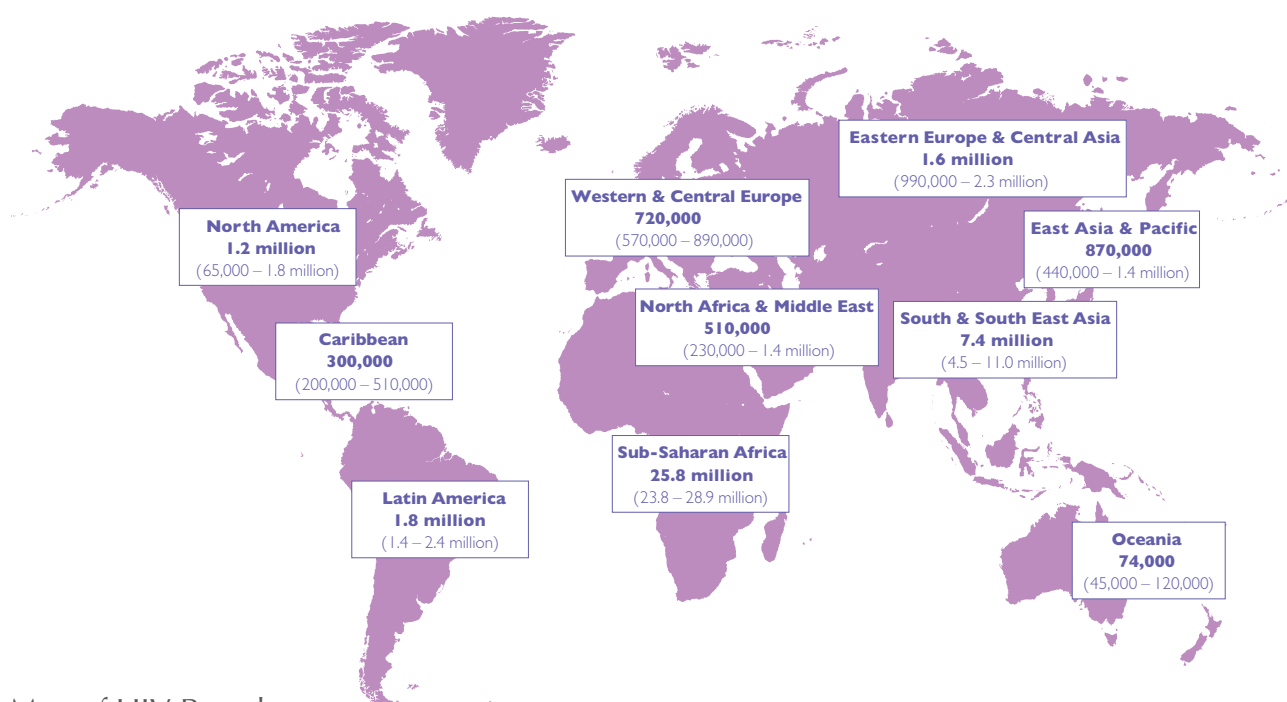 Eastern Europe & Central Asia
1.6 million
(990,000 – 2.3 million)
Western & Central Europe
720,000
(570,000 – 890,000)
North America
1.2 million
(65,000 – 1.8 million)
East Asia & Pacific
870,000
(440,000 – 1.4 million)
North Africa & Middle East
510,000
(230,000 – 1.4 million)
South & South East Asia
7.4 million
(4.5 – 11.0 million)
Caribbean
300,000
(200,000 – 510,000)
Sub-Saharan Africa
25.8 million
(23.8 – 28.9 million)
Latin America
1.8 million
(1.4 – 2.4 million)
Oceania
74,000
(45,000 – 120,000)